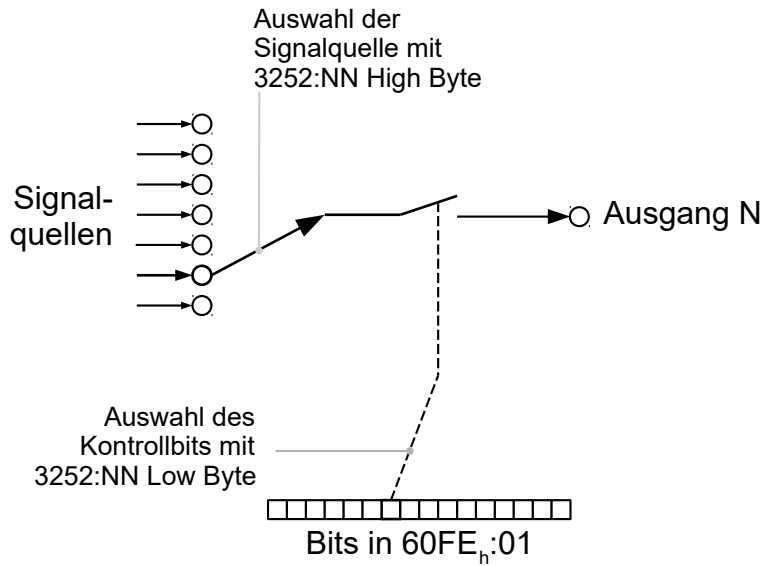 Auswahl der
Signalquelle mit
3252:NN High Byte
Signal-
quellen
Ausgang N
Auswahl des
Kontrollbits mit
3252:NN Low Byte
Bits in 60FEh:01